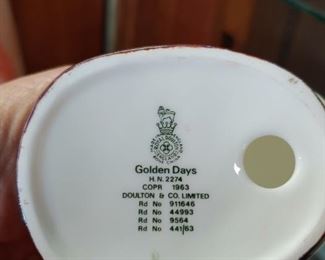 Golden Days
H.N. 2274
COPR 1963
DOULTON & CO. LIMITED
Rd No 911646
Rd No 44993
Rd No 9564
Rd No 441/63